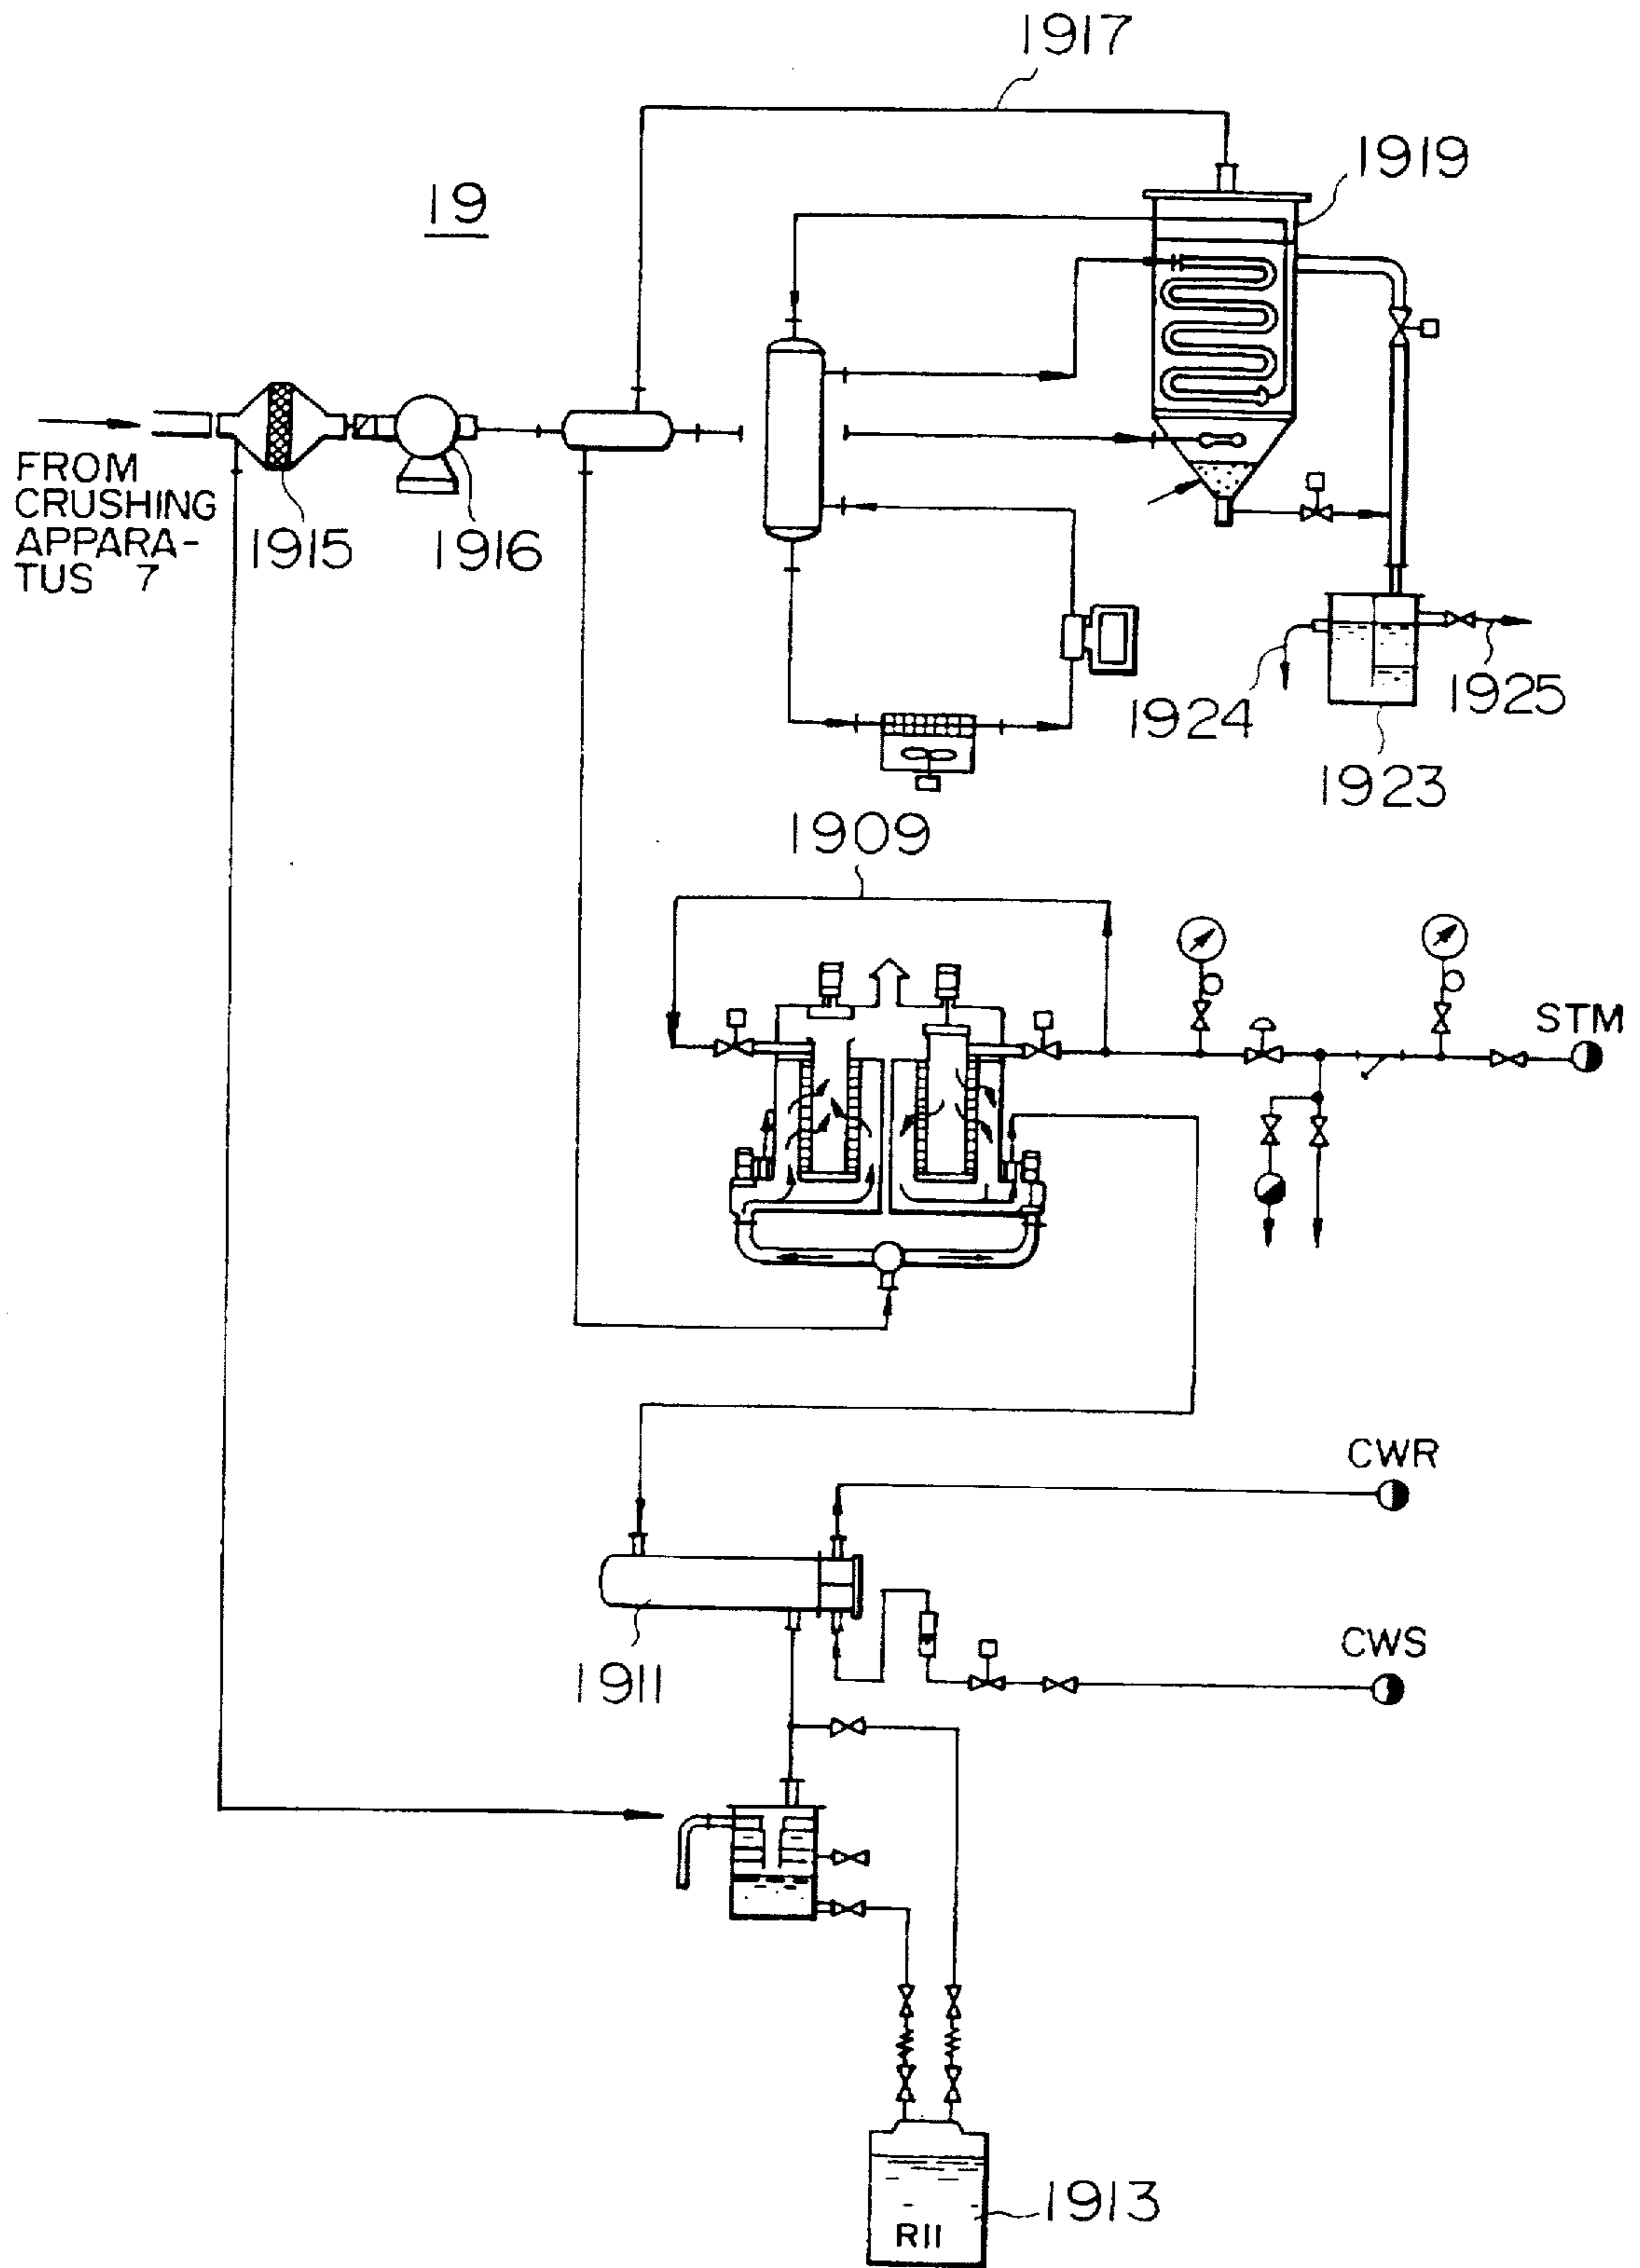 1917
1919
19
FROM
CRUSHING
APPARA-
TUS 7
1915
1916
1924
1925
1923
1909
STM
CWR
CWS
1911
1913
R11